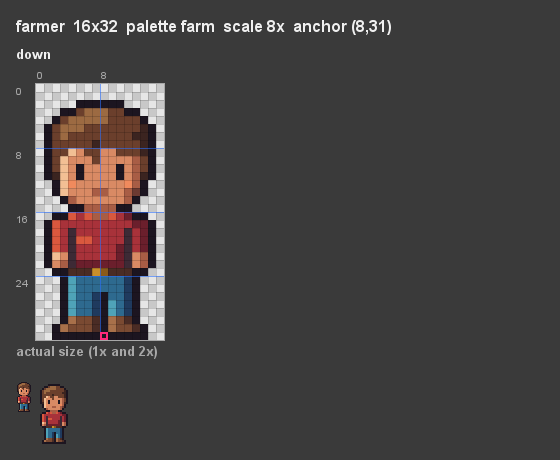 farmer 16x32 palette farm scale 8x anchor (8,31)
down
0 8
0
8
16
24
actual size (1x and 2x)